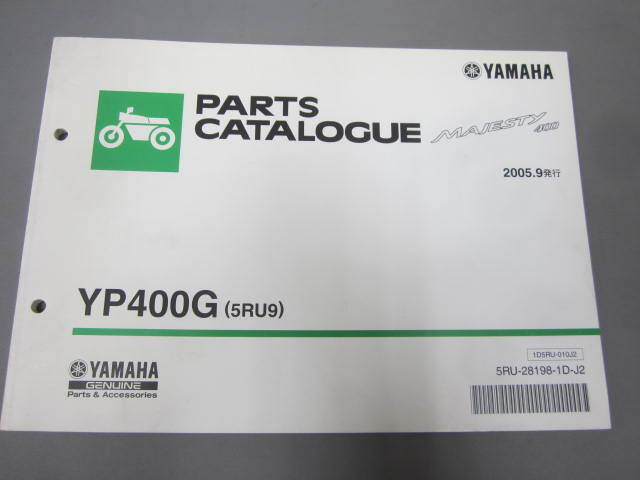 YAMAHA
PARTS
CATALOGUE
MAJESTY 400
2005.9発行
YP400G (5RU9)
YAMAHA
GENUINE
Parts & Accessories
1D5RU-010J2
5RU-28198-1D-J2